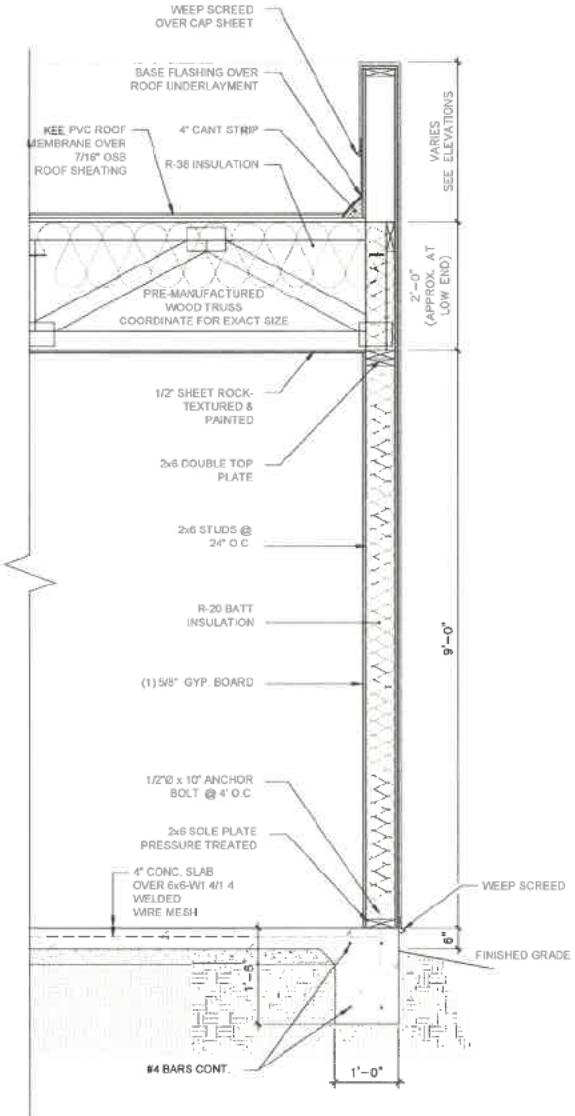 WEEP SCREED
OVER CAP SHEET
BASE FLASHING OVER
ROOF UNDERLAYMENT
KEE PVC ROOF
MEMBRANE OVER
7/16" OSB
ROOF SHEATING
4" CANT STRIP
R-38 INSULATION
VARIES
SEE ELEVATIONS
2'-0"
(APPROX. AT
LOW END)
PRE-MANUFACTURED
WOOD TRUSS
COORDINATE FOR EXACT SIZE
1/2" SHEET ROCK-
TEXTURED &
PAINTED
2x6 DOUBLE TOP
PLATE
2x6 STUDS @
24" O.C
R-20 BATT
INSULATION
9'-0"
(1) 5/8" GYP. BOARD
1/2"Ø x 10" ANCHOR
BOLT @ 4' O.C
2x6 SOLE PLATE
PRESSURE TREATED
4" CONC. SLAB
OVER 6x6-W1.4/1.4
WELDED
WIRE MESH
WEEP SCREED
6"
FINISHED GRADE
1'-6"
#4 BARS CONT.
1'-0"